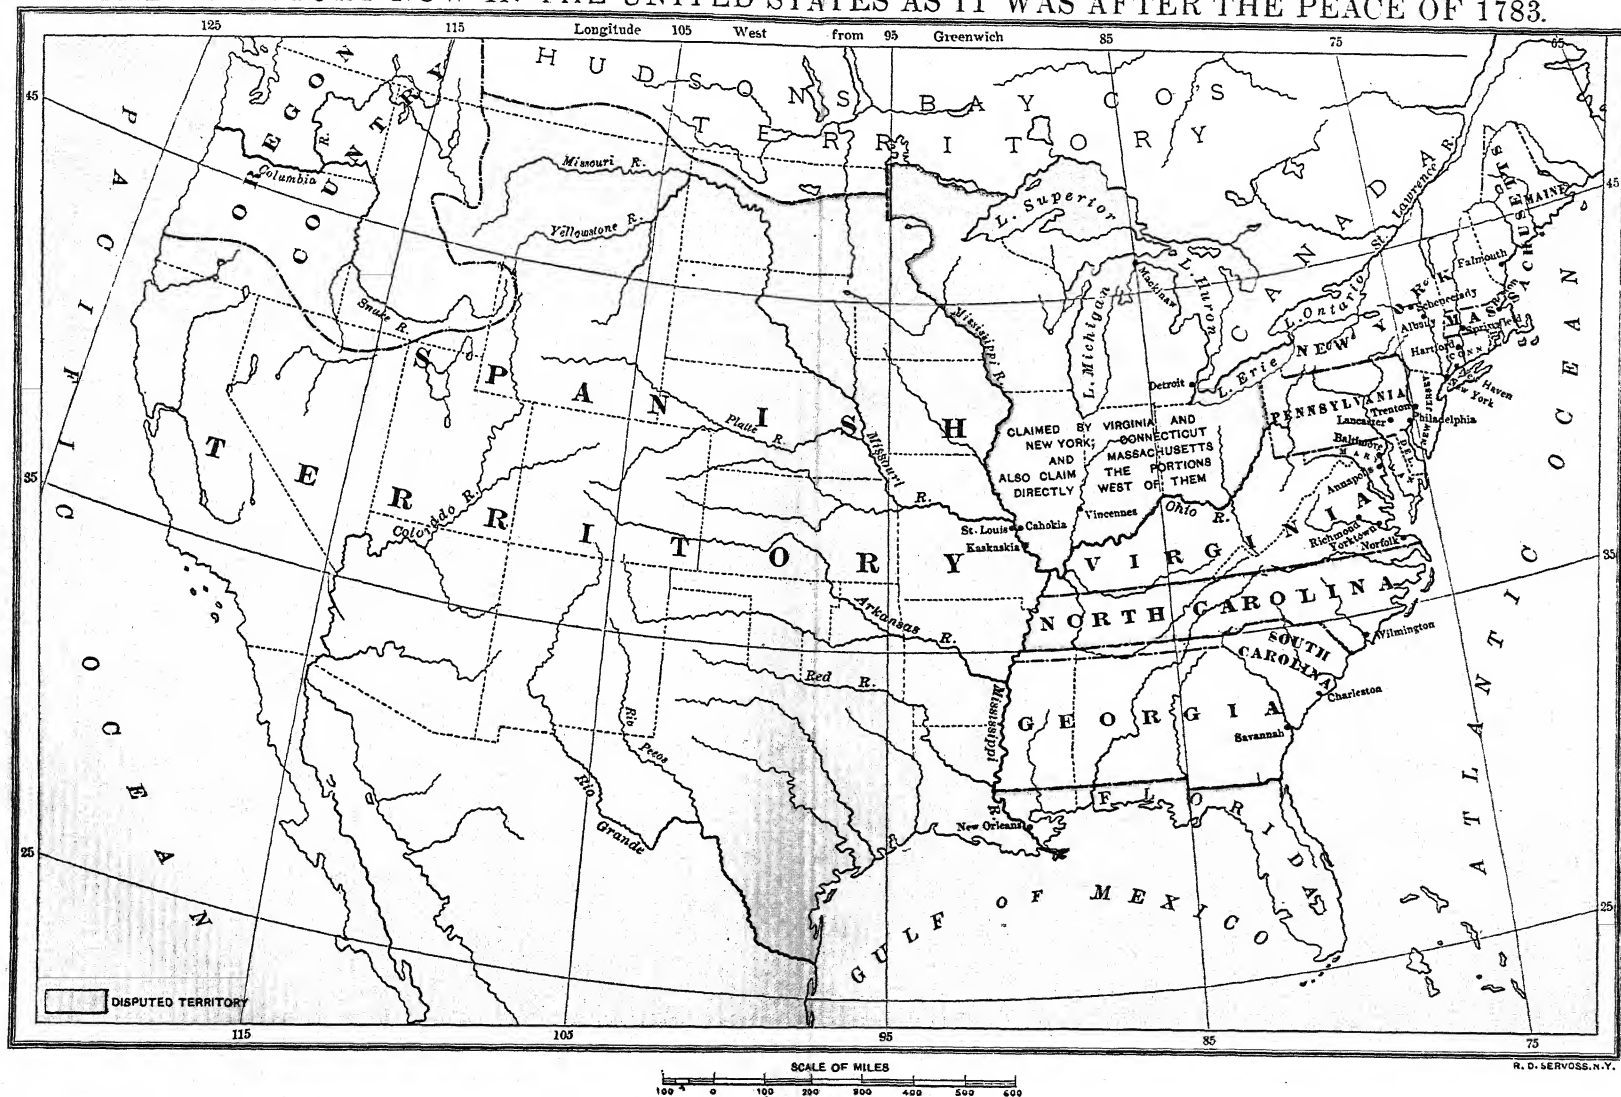 NOW IN THE UNITED STATES AS IT WAS AFTER THE PEACE OF 1783.
125
115
Longitude
105
West
from
95
Greenwich
85
75
65
45
HUDSON'S BAY CO'S
TERRITORY
OREGON
COUNTRY
Columbia
R.
Missouri R.
Yellowstone R.
Snake R.
L. Superior
Mackinaw
L. Huron
L. Michigan
CANADA
St. Lawrence R.
L. Ontario
L. Erie
Detroit
MAINE
MASSACHUSETTS
Falmouth
Boston
NEW YORK
Schenectady
Albany
Springfield
Hartford
CONN
New Haven
New York
PENNSYLVANIA
Lancaster
Trenton
Philadelphia
NEW JERSEY
Baltimore
DEL.
Annapolis
45
PACIFIC OCEAN
SPANISH
TERRITORY
Platte R.
Missouri
R.
Mississippi R.
CLAIMED BY VIRGINIA AND
NEW YORK; CONNECTICUT
AND MASSACHUSETTS
ALSO CLAIM THE PORTIONS
DIRECTLY WEST OF THEM
Colorado R.
St. Louis
Cahokia
Kaskaskia
Vincennes
Ohio R.
VIRGINIA
Richmond
Yorktown
Norfolk
35
35
NORTH CAROLINA
Wilmington
SOUTH
CAROLINA
Charleston
Arkansas R.
Red R.
Rio
Pecos
Rio
Grande
Mississippi
R.
GEORGIA
Savannah
New Orleans
FLORIDA
GULF OF MEXICO
ATLANTIC OCEAN
25
25
DISPUTED TERRITORY
115
105
95
85
75
SCALE OF MILES
100
0
100
200
300
400
500
600
R. D. SERVOSS. N.Y.